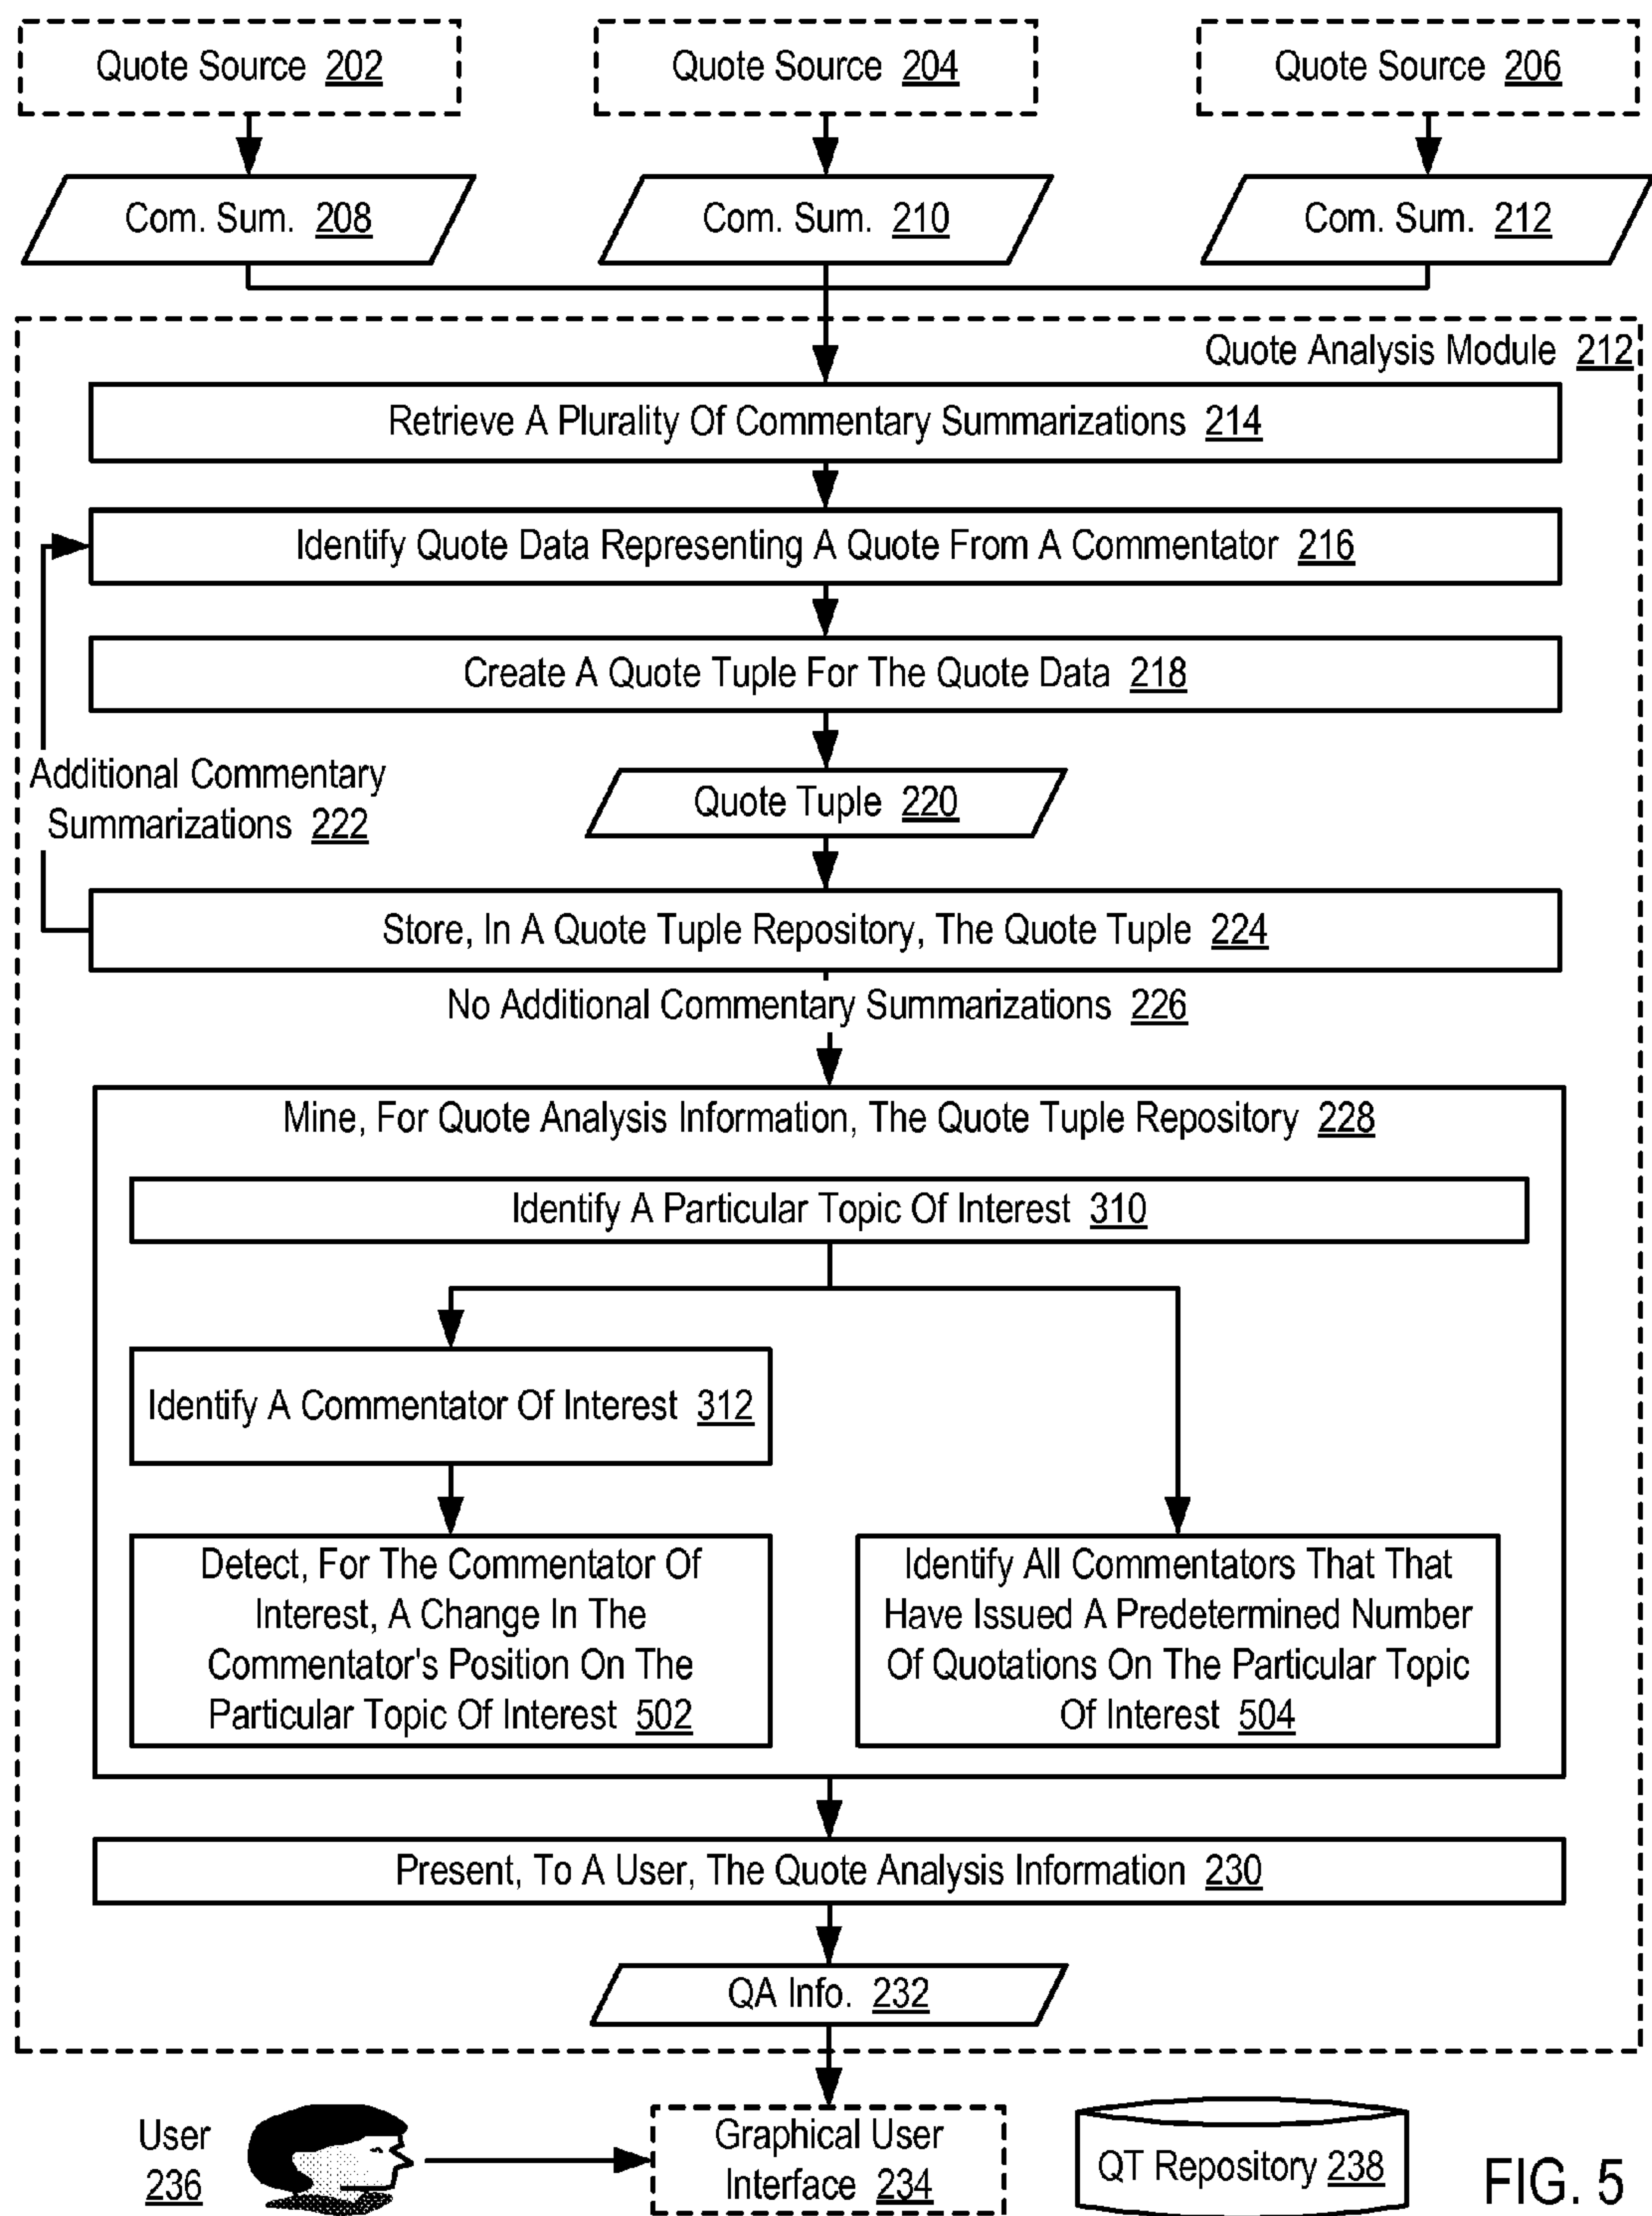 Quote Source 202
Quote Source 204
Quote Source 206
Com. Sum. 208
Com. Sum. 210
Com. Sum. 212
Quote Analysis Module 212
Retrieve A Plurality Of Commentary Summarizations 214
Identify Quote Data Representing A Quote From A Commentator 216
Create A Quote Tuple For The Quote Data 218
Additional Commentary
Summarizations 222
Quote Tuple 220
Store, In A Quote Tuple Repository, The Quote Tuple 224
No Additional Commentary Summarizations 226
Mine, For Quote Analysis Information, The Quote Tuple Repository 228
Identify A Particular Topic Of Interest 310
Identify A Commentator Of Interest 312
Detect, For The Commentator Of
Interest, A Change In The
Commentator's Position On The
Particular Topic Of Interest 502
Identify All Commentators That That
Have Issued A Predetermined Number
Of Quotations On The Particular Topic
Of Interest 504
Present, To A User, The Quote Analysis Information 230
QA Info. 232
User
236
Graphical User
Interface 234
QT Repository 238
FIG. 5